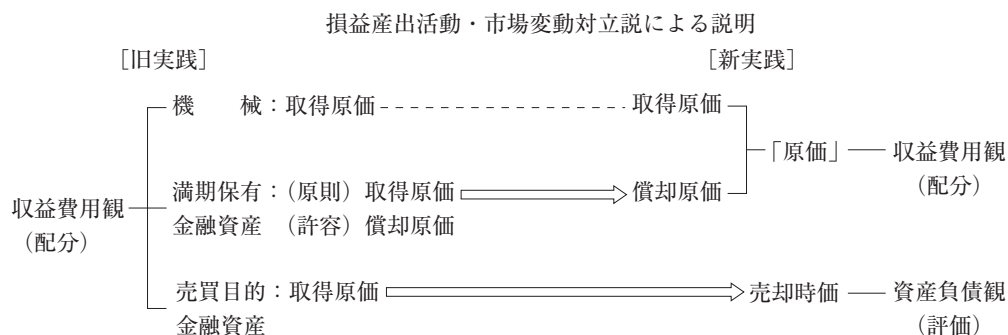 損益産出活動・市場変動対立説による説明
［旧実践］ ［新実践］
機　　械：取得原価 取得原価
「原価」 収益費用観
（配分）
満期保有：（原則）取得原価 償却原価
収益費用観
金融資産　（許容）償却原価
（配分）
売買目的：取得原価 売却時価 資産負債観
金融資産 （評価）